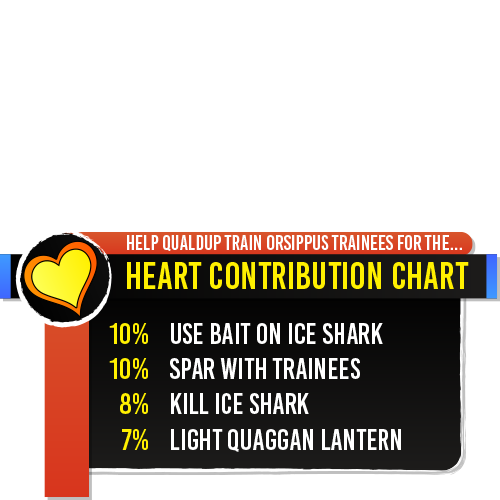 HELP QUALDUP TRAIN ORSIPPUS TRAINEES FOR THE...
HEART CONTRIBUTION CHART
10% USE BAIT ON ICE SHARK
10% SPAR WITH TRAINEES
8% KILL ICE SHARK
7% LIGHT QUAGGAN LANTERN